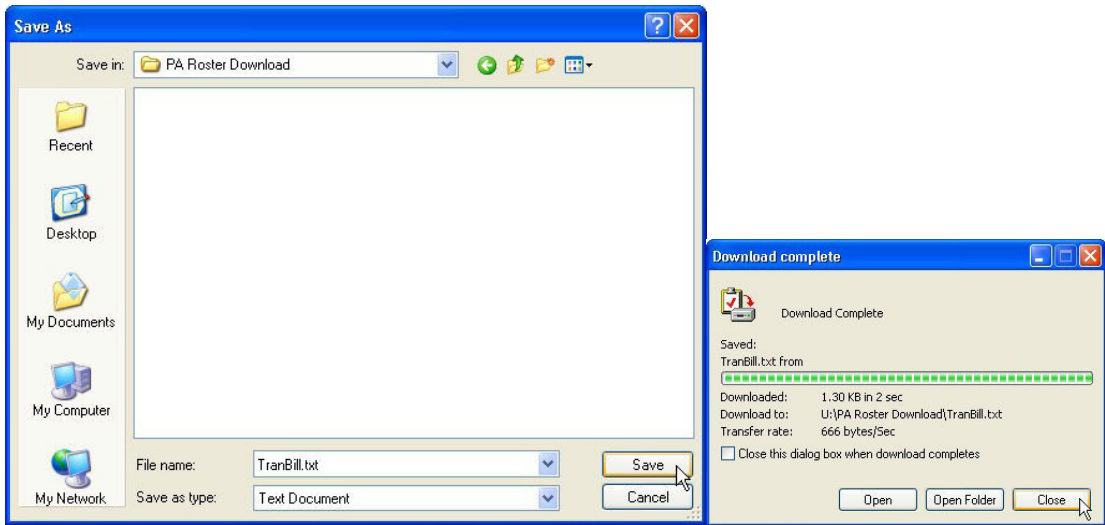 Save As
Save in: PA Roster Download
Recent
Desktop
My Documents
My Computer
My Network
File name: TranBill.txt Save
Save as type: Text Document Cancel
Download complete
Download Complete
Saved:
TranBill.txt from
Downloaded: 1.30 KB in 2 sec
Download to: U:\PA Roster Download\TranBill.txt
Transfer rate: 666 bytes/Sec
Close this dialog box when download completes
Open Open Folder Close